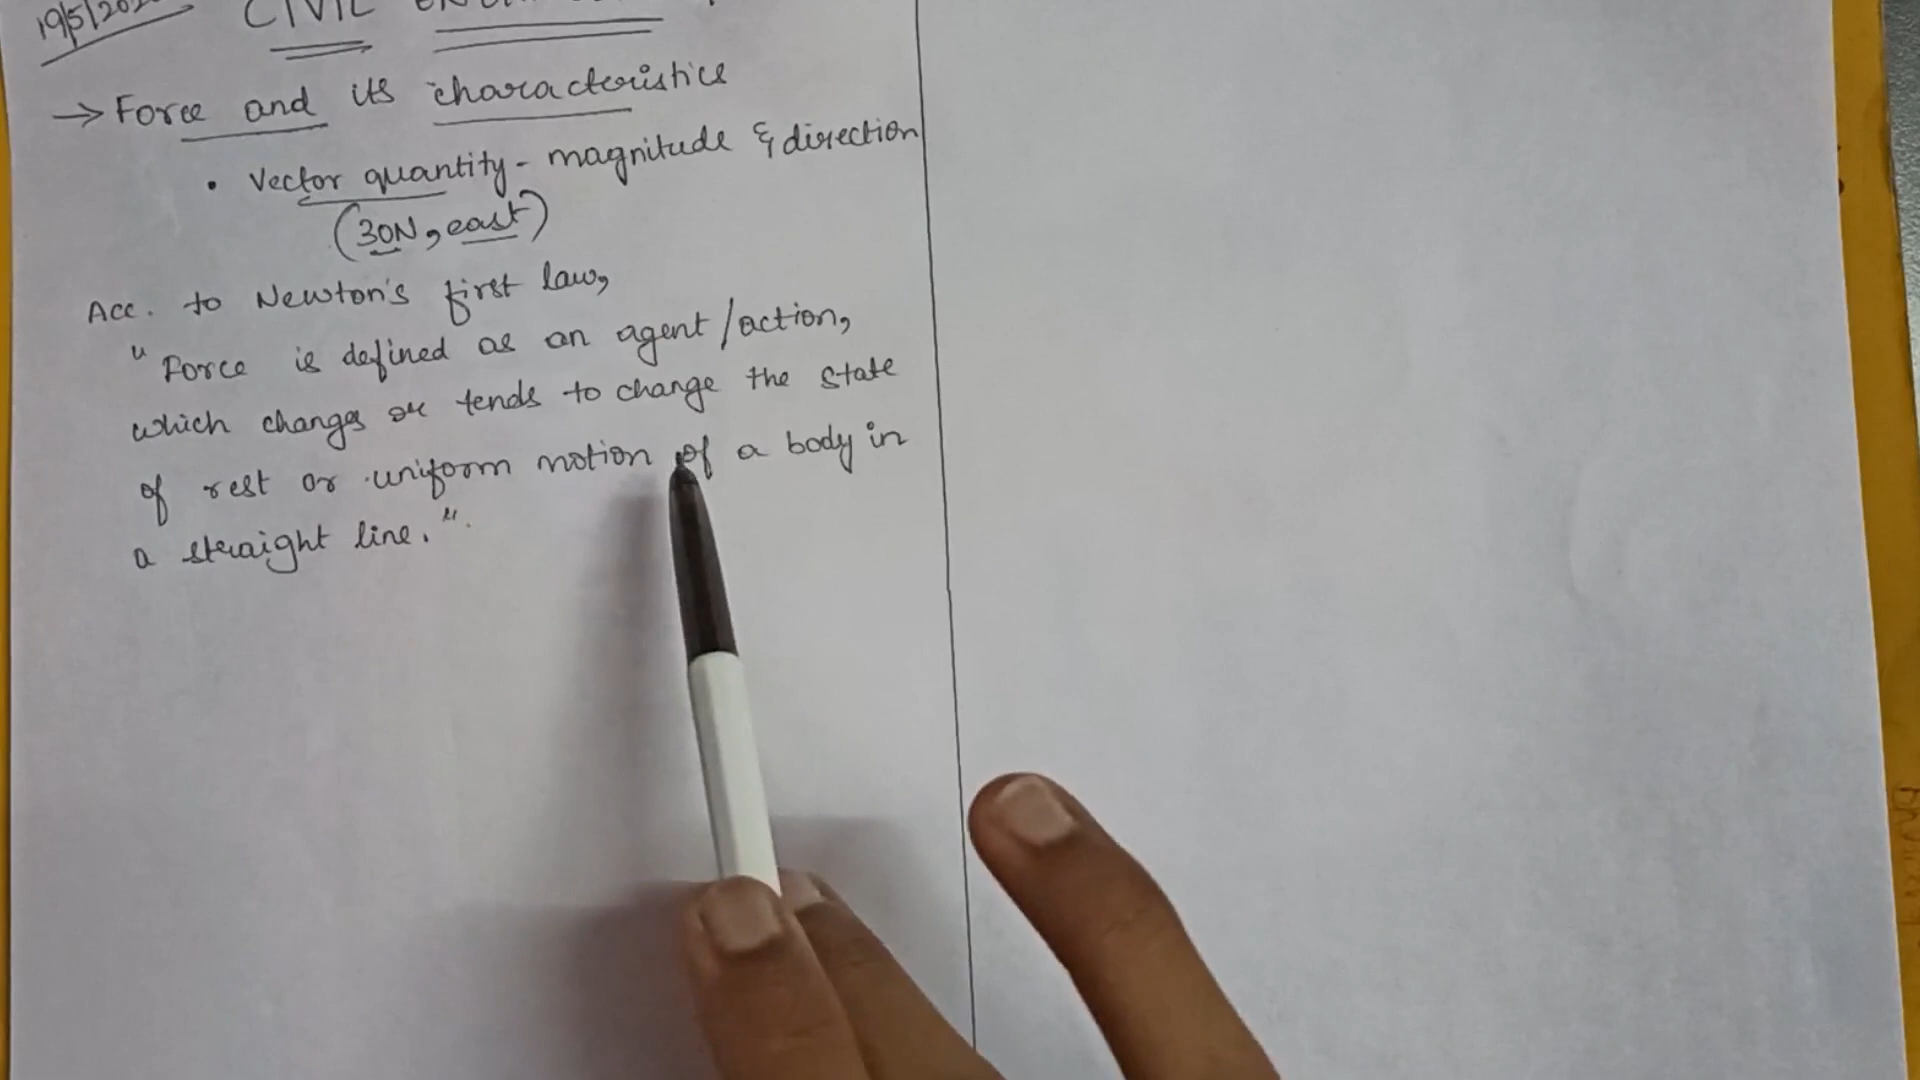 19/5/202
CIVIL
→ Force and its characteristics
• Vector quantity - magnitude & direction
(30N, east)
Acc. to Newton's first law,
"Force is defined as an agent/action,
which changes or tends to change the state
of rest or uniform motion of a body in
a straight line.".